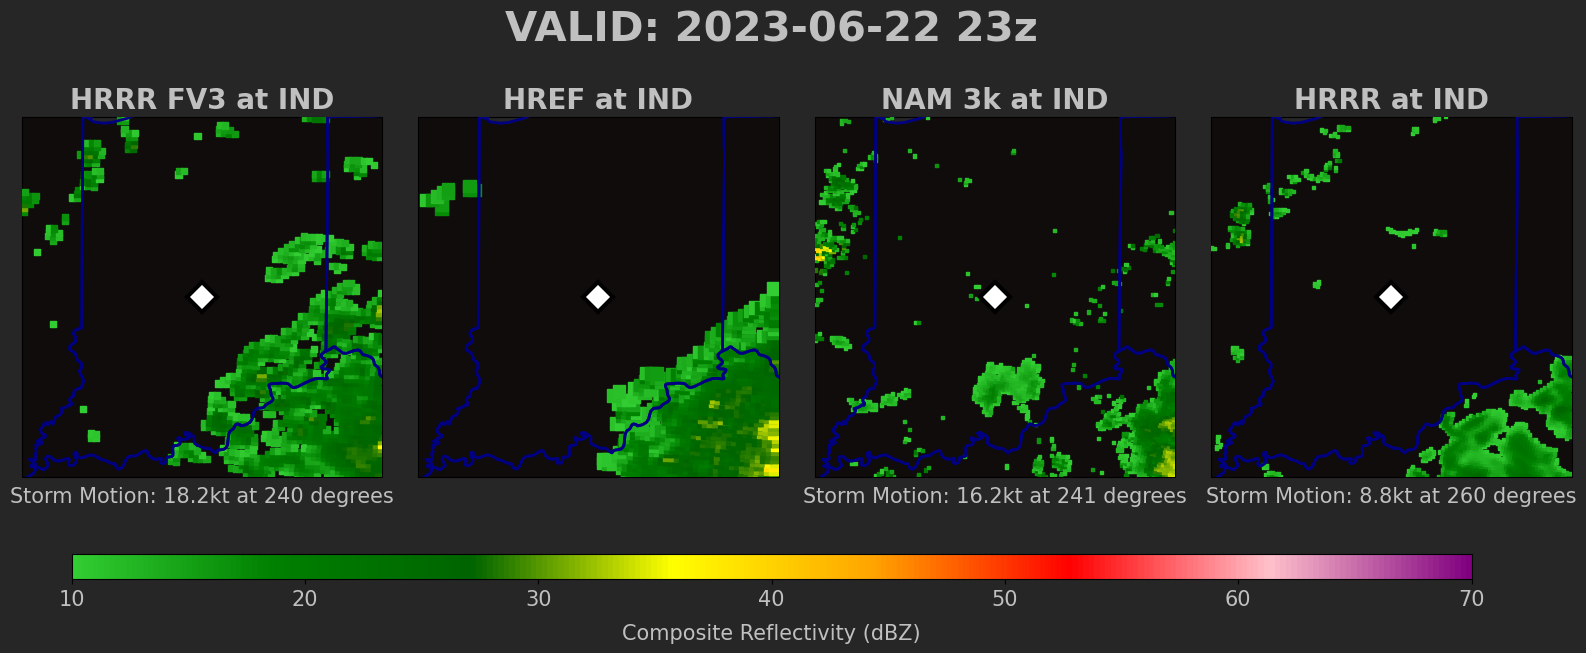 VALID: 2023-06-22 23z
HRRR FV3 at IND
HREF at IND
NAM 3k at IND
HRRR at IND
Storm Motion: 18.2kt at 240 degrees
Storm Motion: 16.2kt at 241 degrees
Storm Motion: 8.8kt at 260 degrees
10 20 30 40 50 60 70
Composite Reflectivity (dBZ)